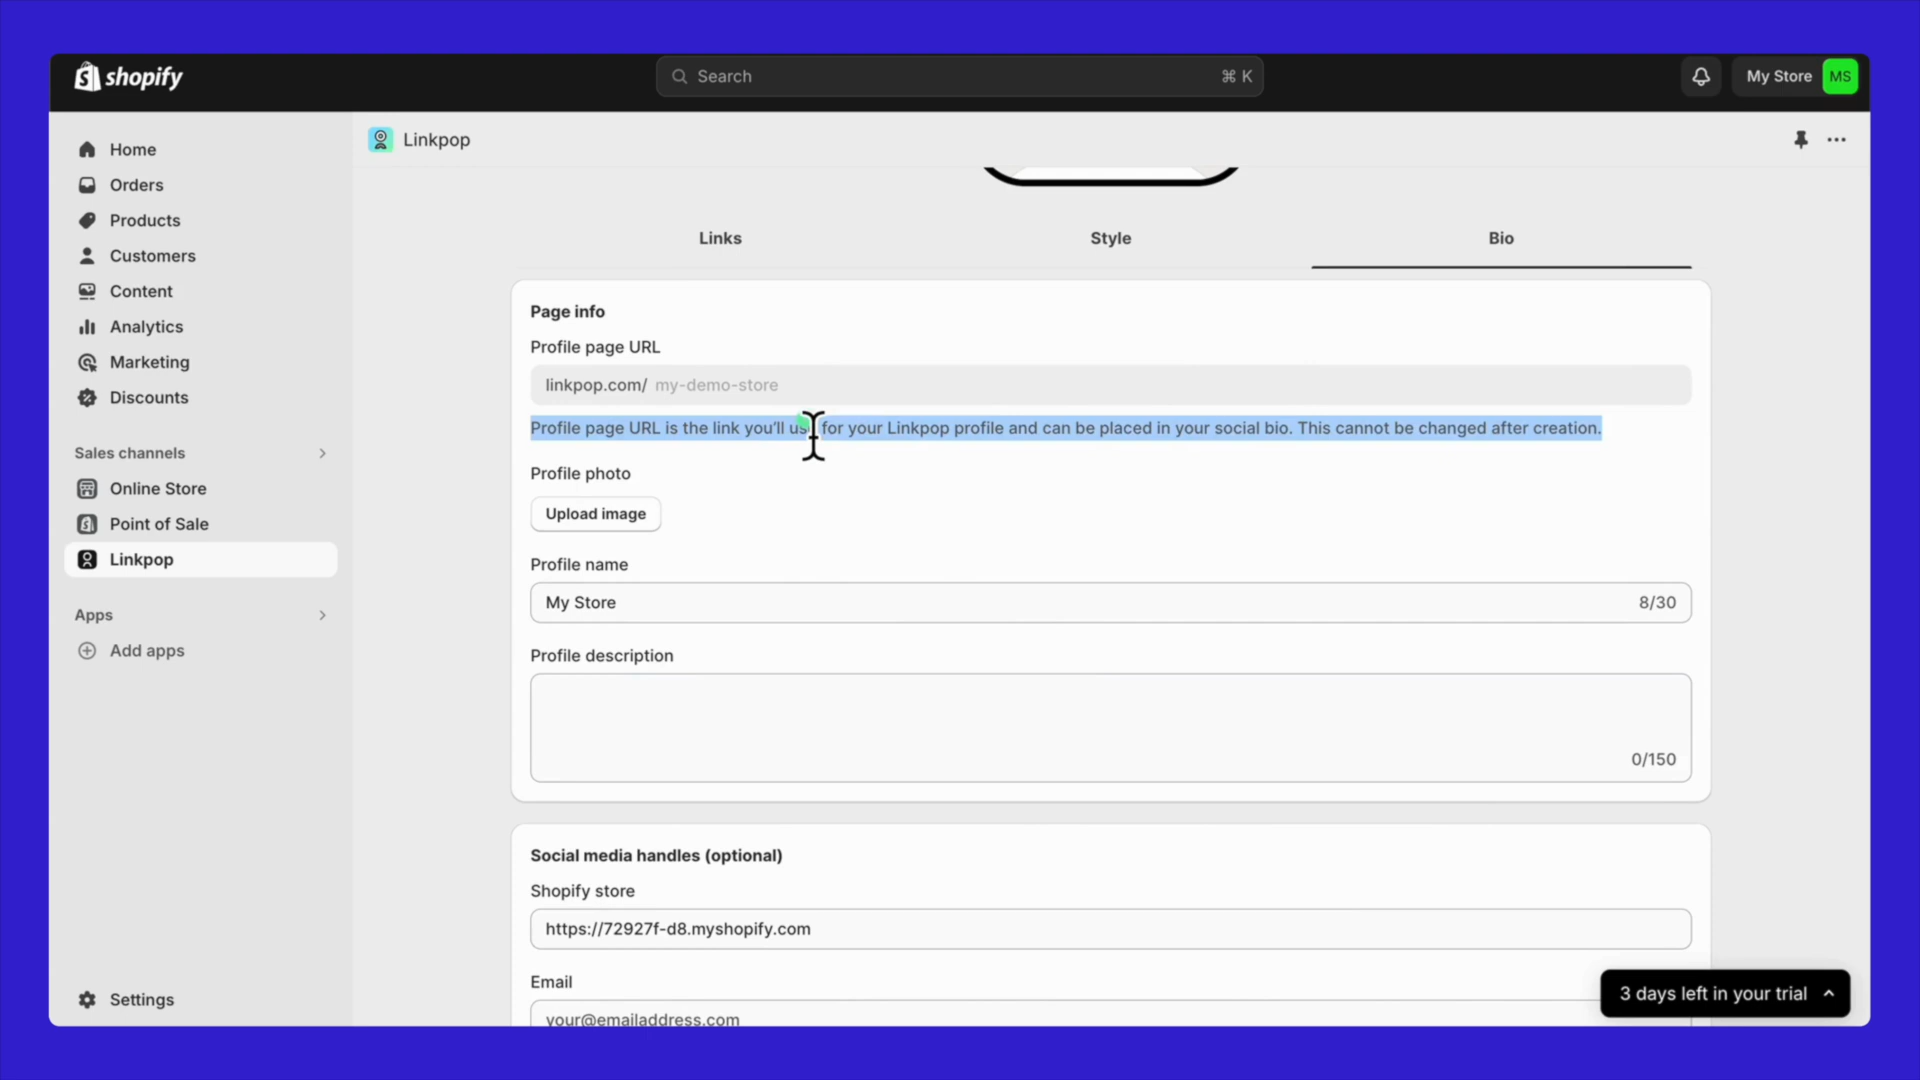 shopify
Search
⌘ K
My Store
MS
Home
Orders
Products
Customers
Content
Analytics
Marketing
Discounts
Sales channels
Online Store
Point of Sale
Linkpop
Apps
Add apps
Settings
Linkpop
Links
Style
Bio
Page info
Profile page URL
linkpop.com/ my-demo-store
Profile page URL is the link you'll use for your Linkpop profile and can be placed in your social bio. This cannot be changed after creation.
Profile photo
Upload image
Profile name
My Store
8/30
Profile description
0/150
Social media handles (optional)
Shopify store
https://72927f-d8.myshopify.com
Email
your@emailaddress.com
3 days left in your trial